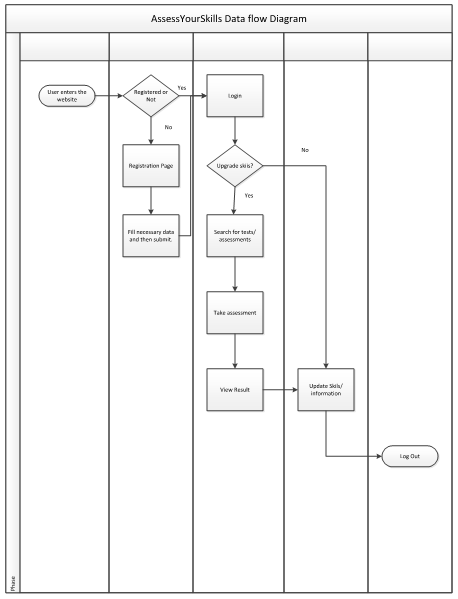 AssessYourSkills Data flow Diagram
User enters the
website
Registered or
Not
Yes
Login
No
No
Registration Page
Upgrade skiis?
Yes
Fill necessary data
and then submit.
Search for tests/
assessments
Take assessment
View Result
Update Skils/
information
Log Out
Phase